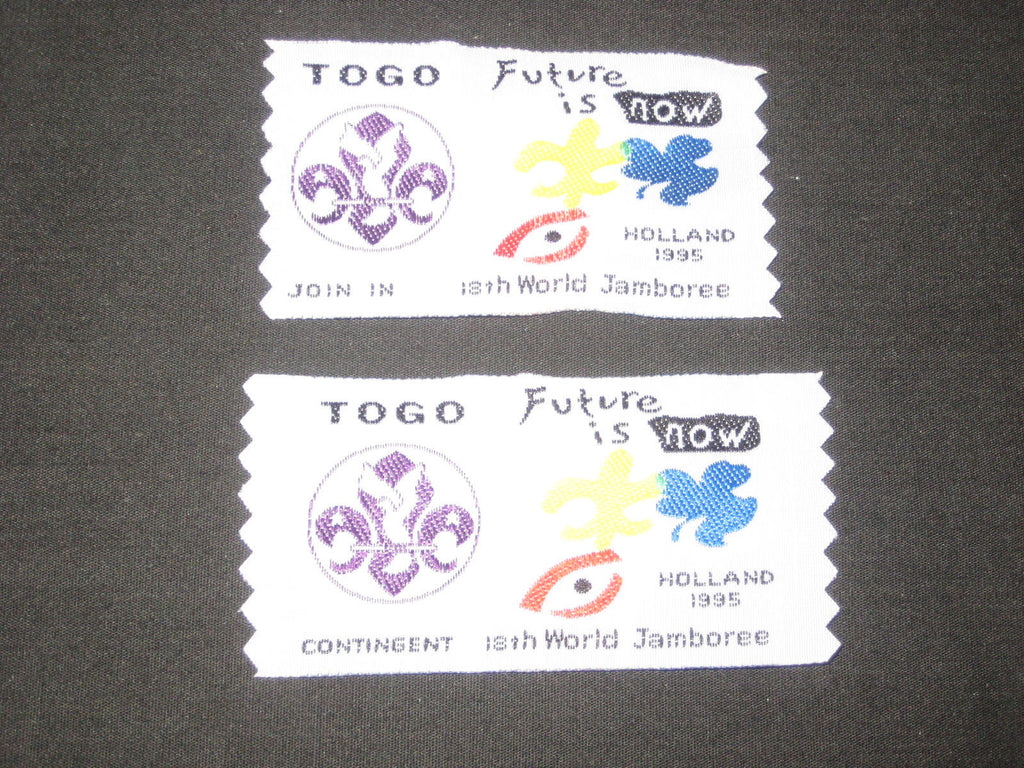 TOGO
Future
is now
HOLLAND
1995
JOIN IN
18th World Jamboree
TOGO
Future
is now
HOLLAND
1995
CONTINGENT
18th World Jamboree